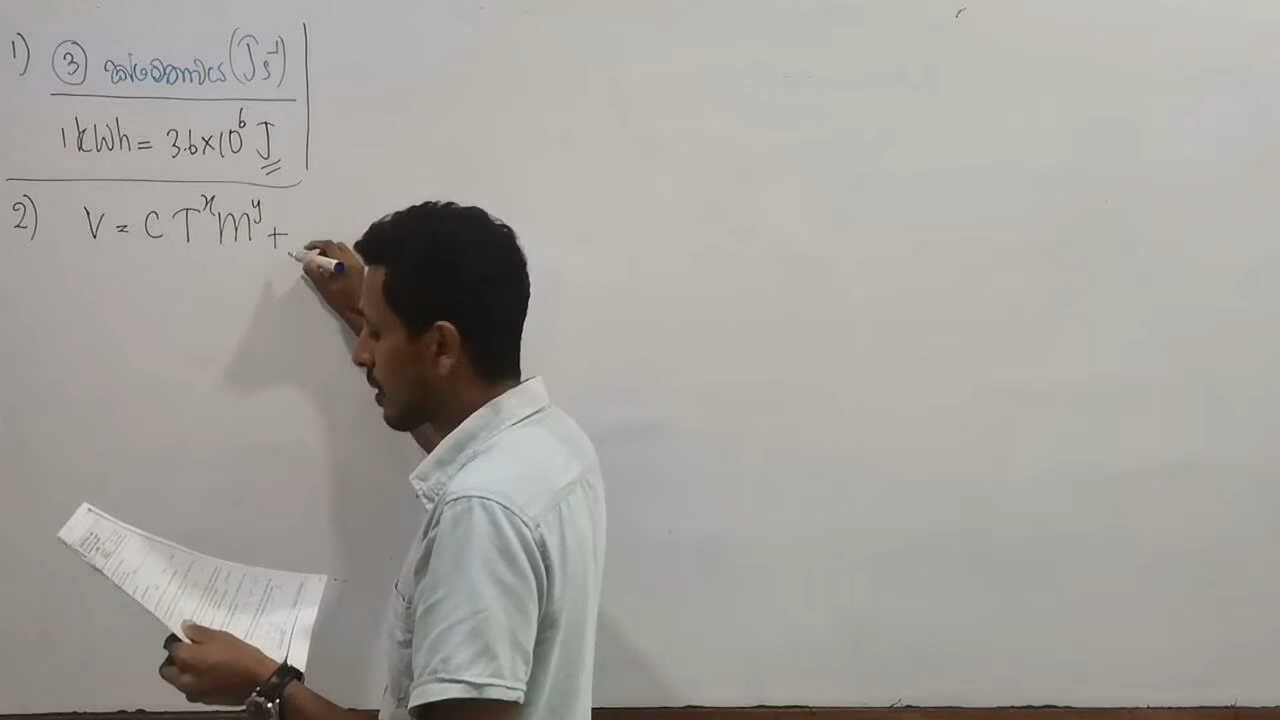 1) ③ ක්ෂමතාවය (J s⁻¹)
1 kWh = 3.6×10⁶ J
2) V = C Tˣ Mʸ +